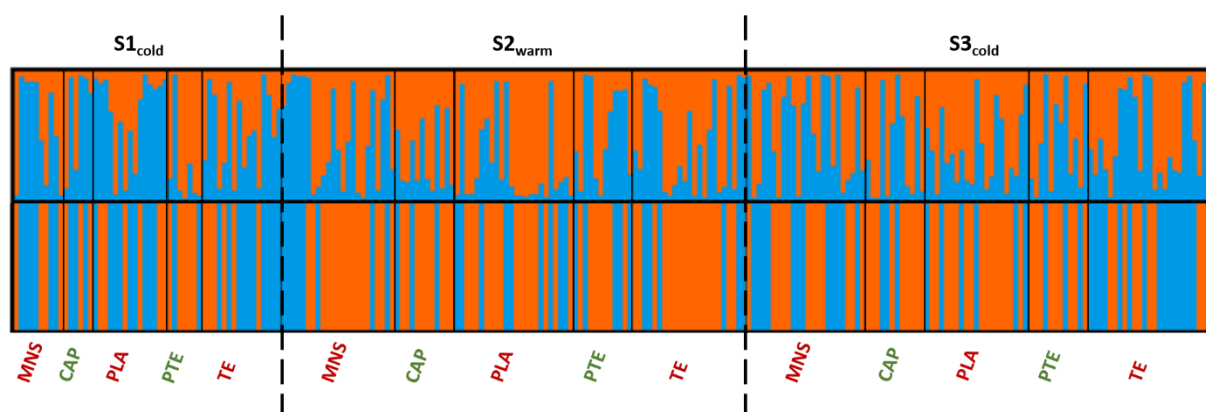 S1cold S2warm S3cold
MNS CAP PLA PTE TE MNS CAP PLA PTE TE MNS CAP PLA PTE TE